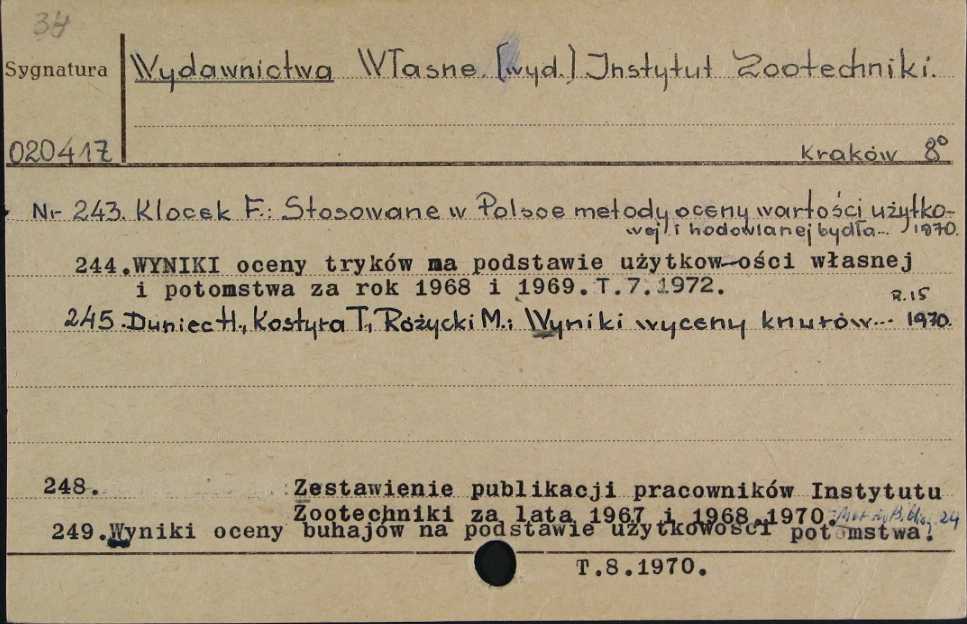 34
Sygnatura
Wydawnictwa Własne. [wyd.] Instytut Zootechniki.
020417
Kraków 8°
Nr 243. Klocek F.: Stosowane w Polsce metody oceny wartości użytko-
wej i hodowlanej bydła... 1970.
244. WYNIKI oceny tryków na podstawie użytkow-ości własnej
i potomstwa za rok 1968 i 1969. T.7.1972.
R.15
245. Duniec H., Kostyra T., Różycki M.: Wyniki wyceny knurów... 1970.
248. Zestawienie publikacji pracowników Instytutu
Zootechniki za lata 1967 i 1968.1970. 24
249. Wyniki oceny buhajów na podstawie użytkowości potomstwa.
T.8.1970.